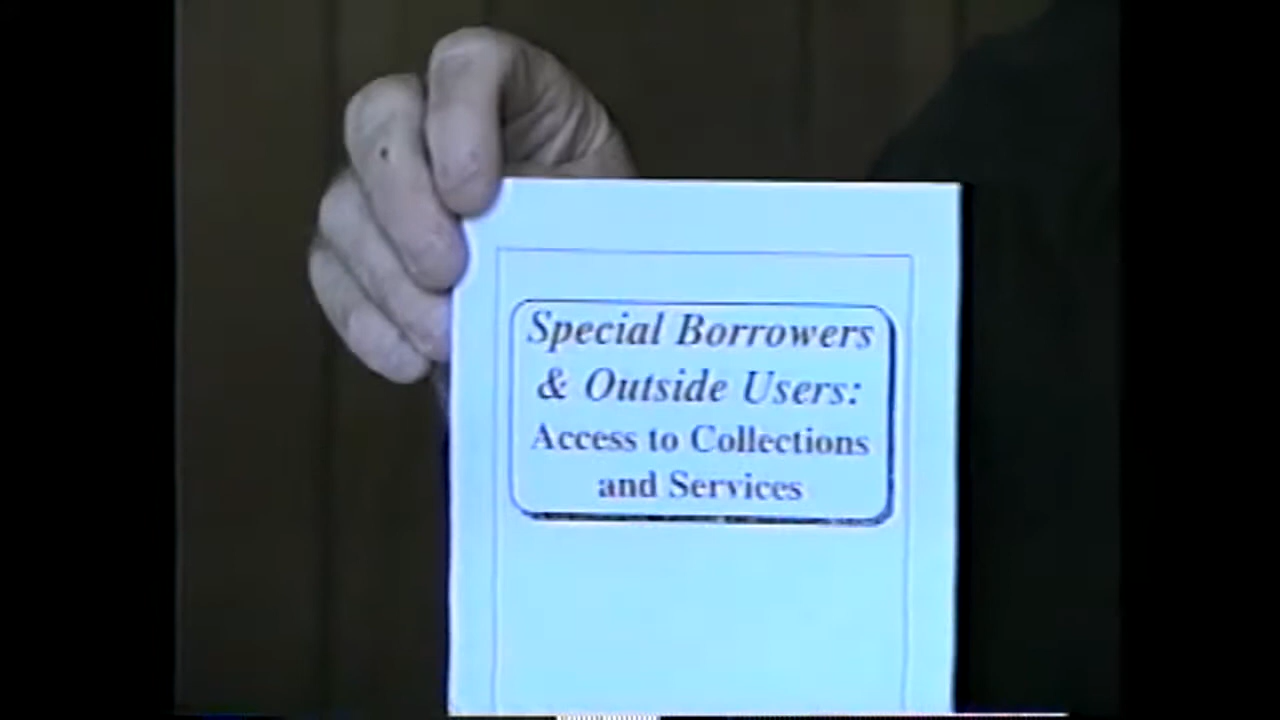 Special Borrowers
& Outside Users:
Access to Collections
and Services